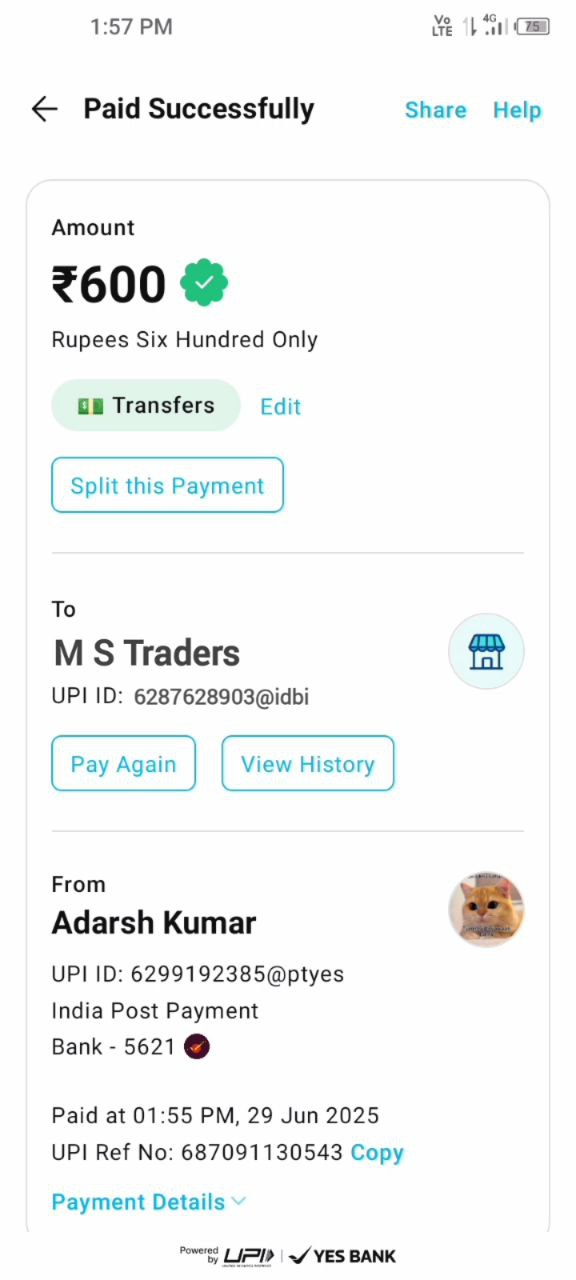 1:57 PM
Vo LTE 4G 75
Paid Successfully Share Help
Amount
₹600
Rupees Six Hundred Only
Transfers Edit
Split this Payment
To
M S Traders
UPI ID: 6287628903@idbi
Pay Again View History
From
Adarsh Kumar
UPI ID: 6299192385@ptyes
India Post Payment
Bank - 5621
Paid at 01:55 PM, 29 Jun 2025
UPI Ref No: 687091130543 Copy
Payment Details
Powered by UPI | YES BANK